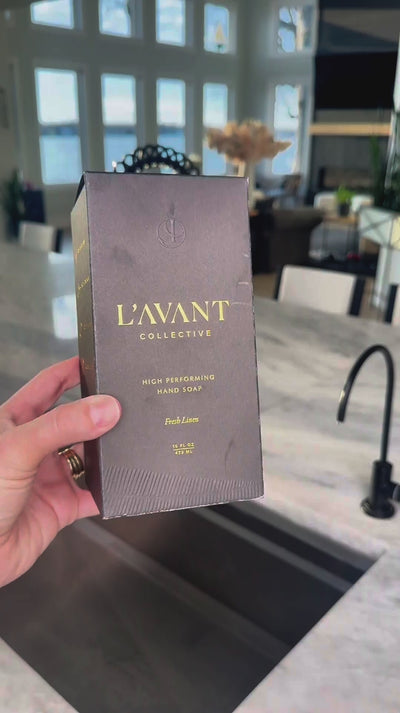 L'AVANT
COLLECTIVE
HIGH PERFORMING
HAND SOAP
Fresh Linen
16 FL OZ
473 ML